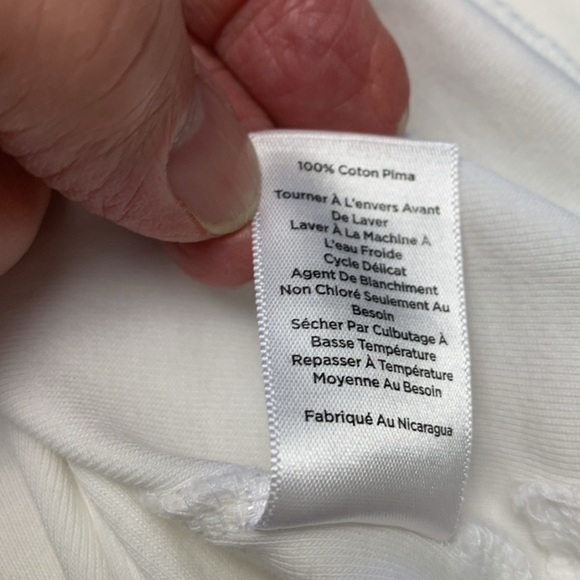 100% Coton Pima
Tourner À L'envers Avant
De Laver
Laver À La Machine À
L'eau Froide
Cycle Délicat
Agent De Blanchiment
Non Chloré Seulement Au
Besoin
Sécher Par Culbutage À
Basse Température
Repasser À Température
Moyenne Au Besoin
Fabriqué Au Nicaragua